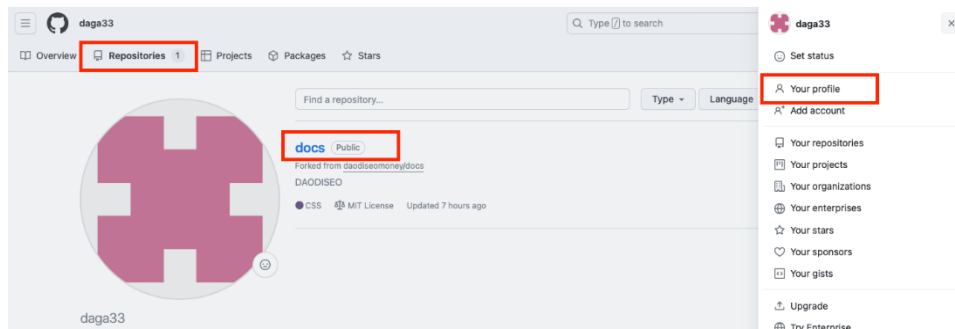 daga33
Type / to search
Overview
Repositories 1
Projects
Packages
Stars
Find a repository...
Type
Language
docs Public
Forked from daodiseomoney/docs
DAODISEO
CSS MIT License Updated 7 hours ago
daga33
daga33
Set status
Your profile
Add account
Your repositories
Your projects
Your organizations
Your enterprises
Your stars
Your sponsors
Your gists
Upgrade
Try Enterprise